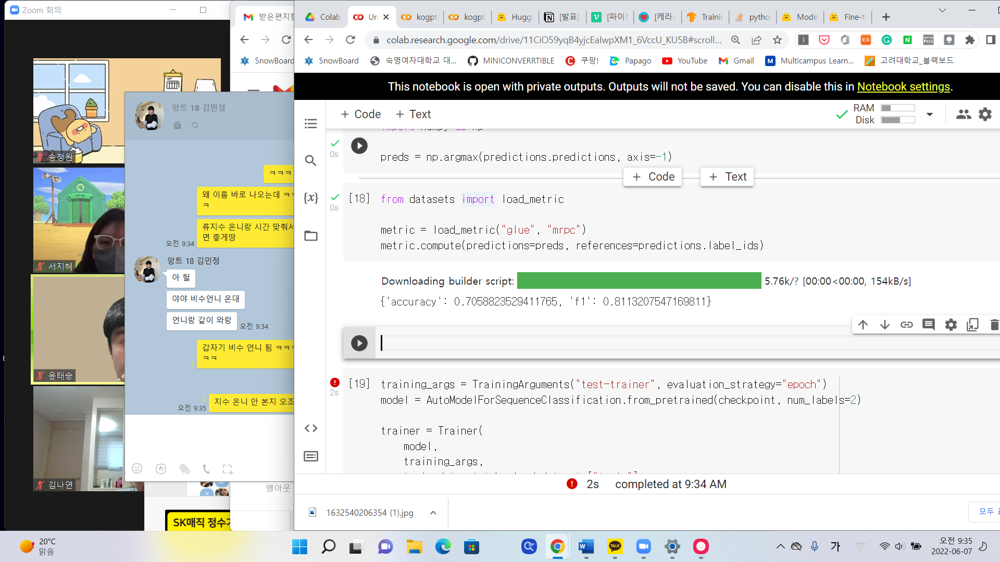 Zoom 회의
송정원
서지혜
윤태승
김나연
앙트 18 김민정
ㅋㅋㅋ
왜 이름 바로 나오는데 ㅋ
ㅋ
류지수 온니랑 시간 맞춰서
면 좋게땅
오전 9:34
앙트 18 김민정
아 헐
야야 비수언니 온대
언니랑 같이 와랑
오전 9:34
갑자기 비수 언니 됨 ㅋㅋ
ㅋㅋ
1
1
오전 9:35
지수 온니 안 본지 오조
받은편지함
SnowBoard
행아웃
SK매직 정수기
Colab
Un
kogpt.
kogpt.
Huggi
[발표]
[파이썬
[케라스
Trainin
pytho
Mode
Fine-t
colab.research.google.com/drive/11CiO59yqB4yjcEaIwpXM1_6VccU_KU5B#scroll...
SnowBoard
숙명여자대학교 대...
MINICONVERRTIBLE
쿠팡!
Papago
YouTube
Gmail
Multicampus Learn...
고려대학교_블랙보드
This notebook is open with private outputs. Outputs will not be saved. You can disable this in Notebook settings.
+ Code
+ Text
RAM
Disk
import numpy as np
0s
preds = np.argmax(predictions.predictions, axis=-1)
+ Code
+ Text
{x}
0s
[18]
from datasets import load_metric
metric = load_metric("glue", "mrpc")
metric.compute(predictions=preds, references=predictions.label_ids)
Downloading builder script: 5.76k/? [00:00<00:00, 154kB/s]
{'accuracy': 0.7058823529411765, 'f1': 0.8113207547169811}
2s
[19]
training_args = TrainingArguments("test-trainer", evaluation_strategy="epoch")
model = AutoModelForSequenceClassification.from_pretrained(checkpoint, num_labels=2)
trainer = Trainer(
model,
training_args,
2s completed at 9:34 AM
1632540206354 (1).jpg
모두
20°C
맑음
TALK
가
오전 9:35
2022-06-07